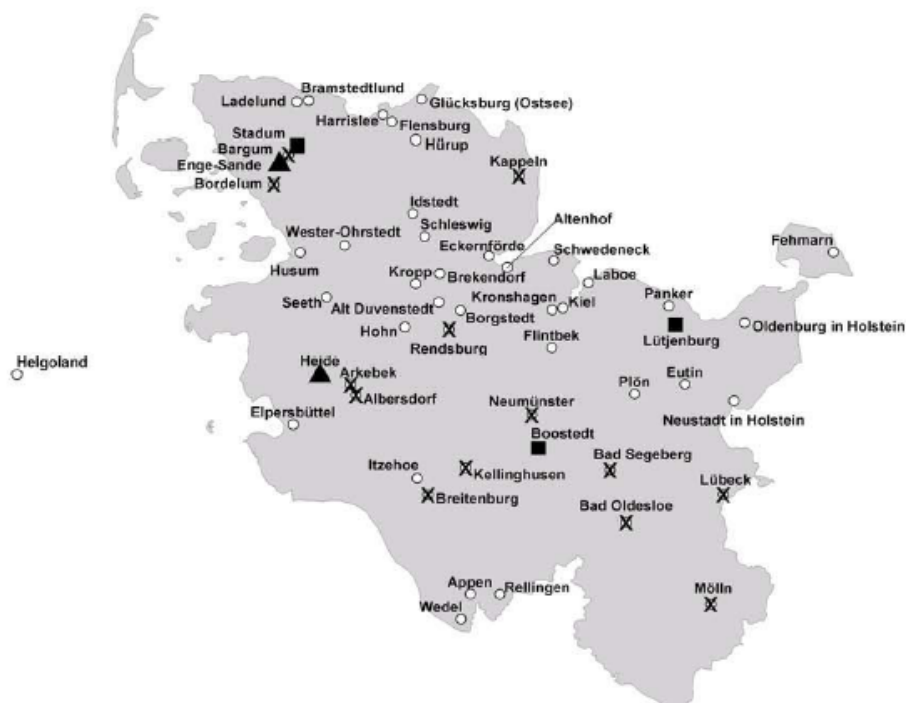 Bramstedtlund
Ladelund
Glücksburg (Ostsee)
Harrislee
Flensburg
Stadum
Hürup
Bargum
Enge-Sande
Kappeln
Bordelum
Idstedt
Altenhof
Schleswig
Wester-Ohrstedt
Eckernförde
Schwedeneck
Fehmarn
Husum
Kropp
Brekendorf
Laboe
Seeth
Alt Duvenstedt
Kronshagen
Kiel
Panker
Borgstedt
Hohn
Flintbek
Oldenburg in Holstein
Rendsburg
Lütjenburg
Helgoland
Heide
Arkebek
Eutin
Plön
Albersdorf
Neumünster
Elpersbüttel
Neustadt in Holstein
Boostedt
Itzehoe
Kellinghusen
Bad Segeberg
Lübeck
Breitenburg
Bad Oldesloe
Appen
Rellingen
Mölln
Wedel